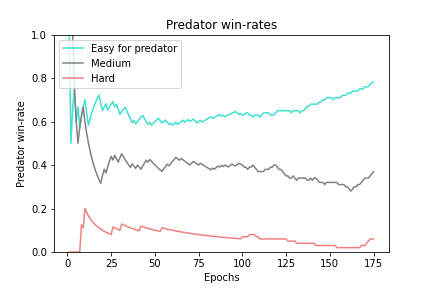 Predator win-rates
1.0
0.8
0.6
0.4
0.2
0.0
Predator win-rate
Easy for predator
Medium
Hard
0 25 50 75 100 125 150 175
Epochs